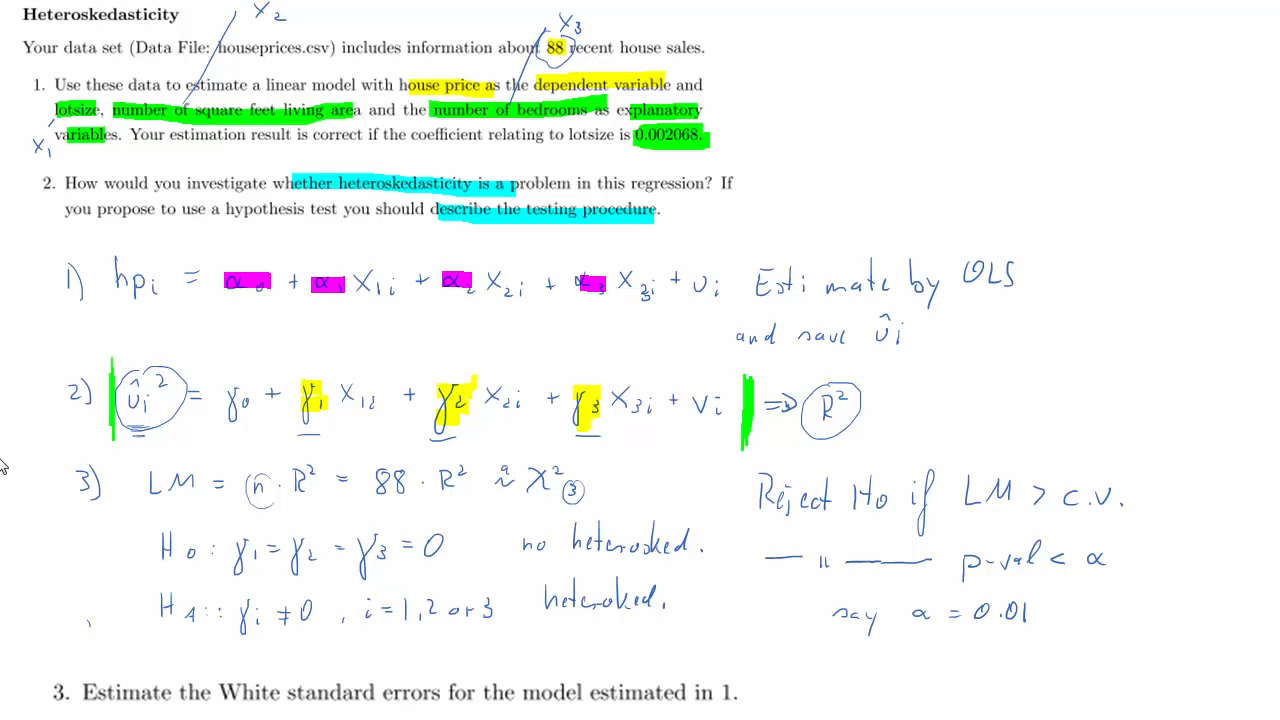 Heteroskedasticity
X₂
X₃
Your data set (Data File: houseprices.csv) includes information about 88 recent house sales.
1. Use these data to estimate a linear model with house price as the dependent variable and
lotsize, number of square feet living area and the number of bedrooms as explanatory
variables. Your estimation result is correct if the coefficient relating to lotsize is 0.002068.
X₁
2. How would you investigate whether heteroskedasticity is a problem in this regression? If
you propose to use a hypothesis test you should describe the testing procedure.
1) hpᵢ = α₀ + α₁ X₁ᵢ + α₂ X₂ᵢ + α₃ X₃ᵢ + υᵢ Estimate by OLS
and save υ̂ᵢ
2) υ̂ᵢ² = γ₀ + γ₁ X₁ᵢ + γ₂ X₂ᵢ + γ₃ X₃ᵢ + Vᵢ => R²
3) LM = n · R² = 88 · R² ᵃ~ χ²₃
Reject H₀ if LM > c.v.
H₀ : γ₁ = γ₂ = γ₃ = 0 no heterosked.
— " — p-val < α
H_A : : γᵢ ≠ 0 , i = 1, 2 or 3 heteroked.
say α = 0.01
3. Estimate the White standard errors for the model estimated in 1.